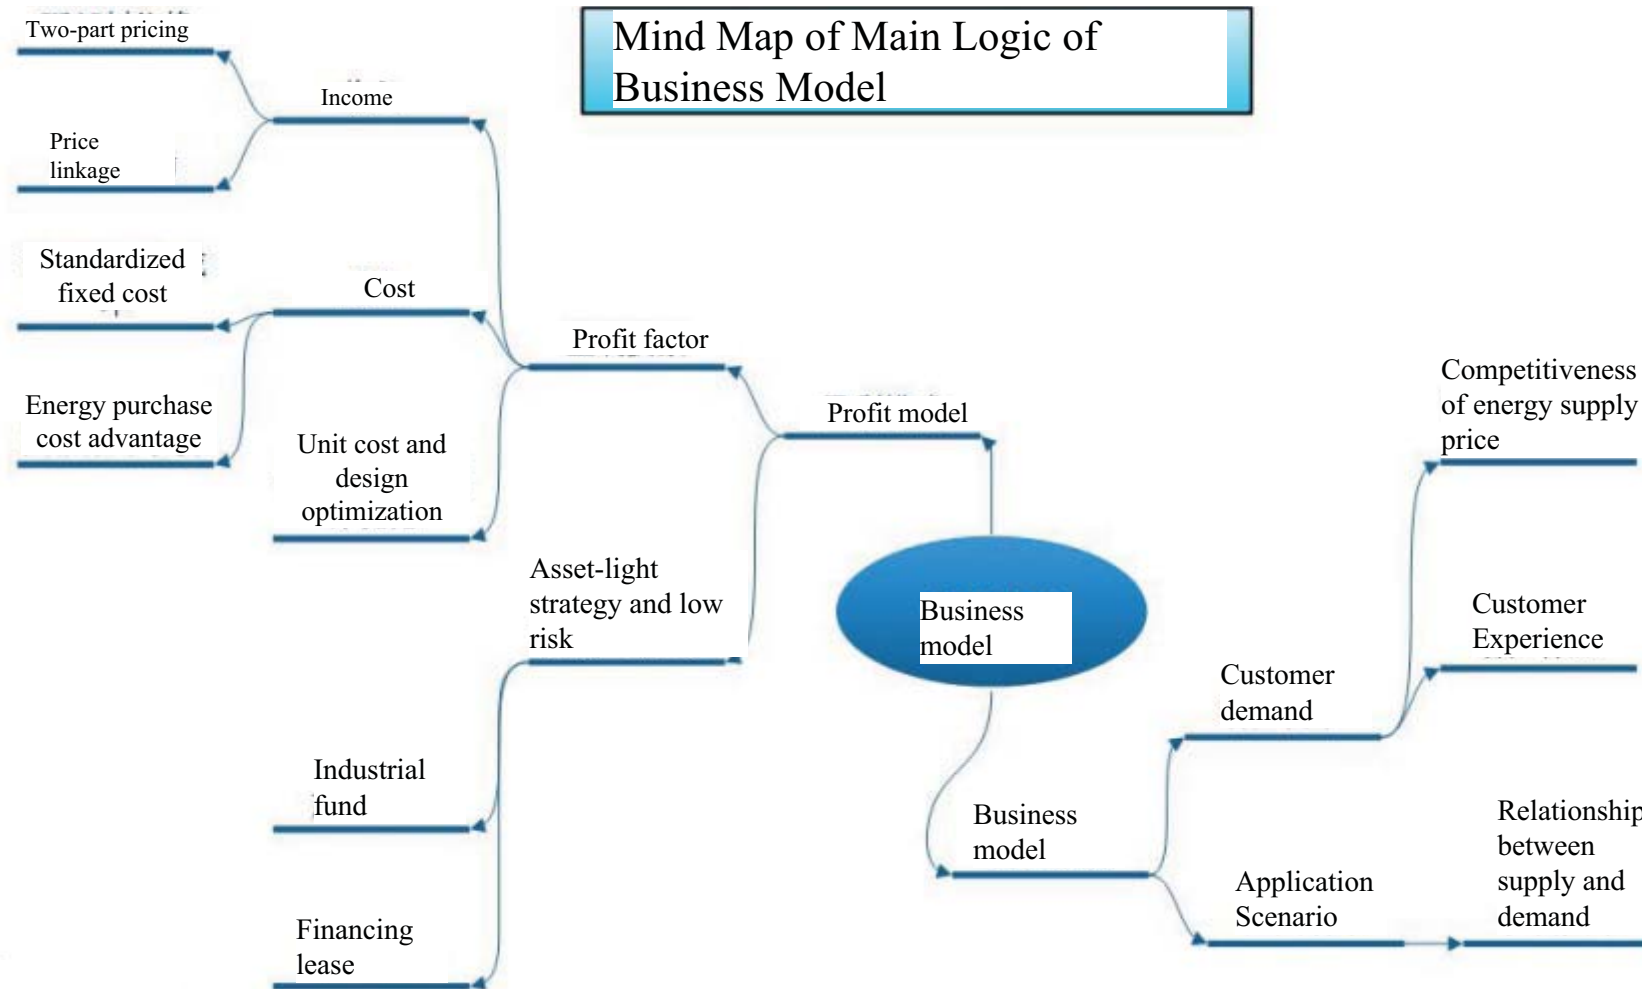 Mind Map of Main Logic of
Business Model
Two-part pricing
Income
Price
linkage
Standardized
fixed cost
Cost
Energy purchase
cost advantage
Unit cost and
design
optimization
Profit factor
Profit model
Asset-light
strategy and low
risk
Industrial
fund
Financing
lease
Business
model
Business
model
Customer
demand
Competitiveness
of energy supply
price
Customer
Experience
Application
Scenario
Relationship
between
supply and
demand